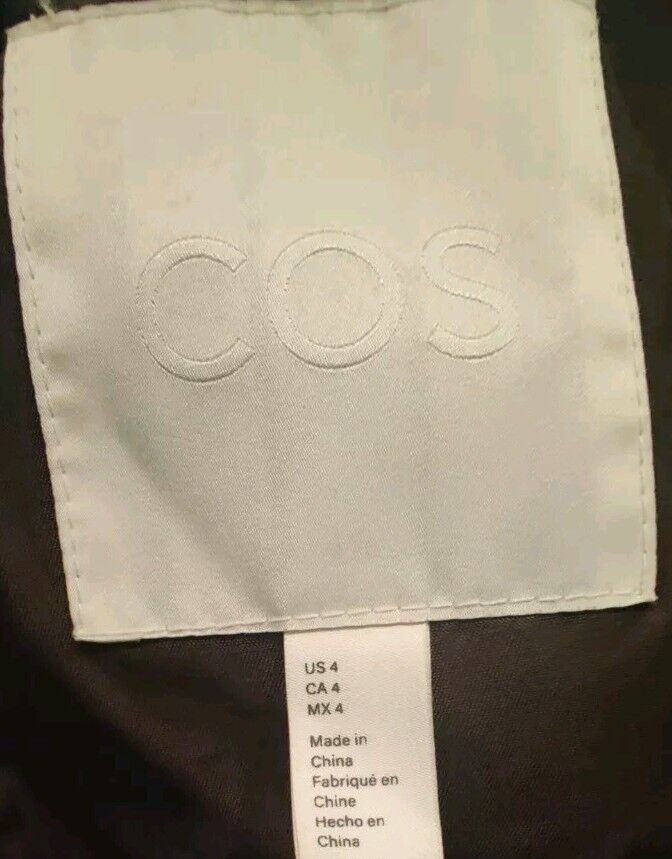 COS
US 4
CA 4
MX 4
Made in
China
Fabriqué en
Chine
Hecho en
China